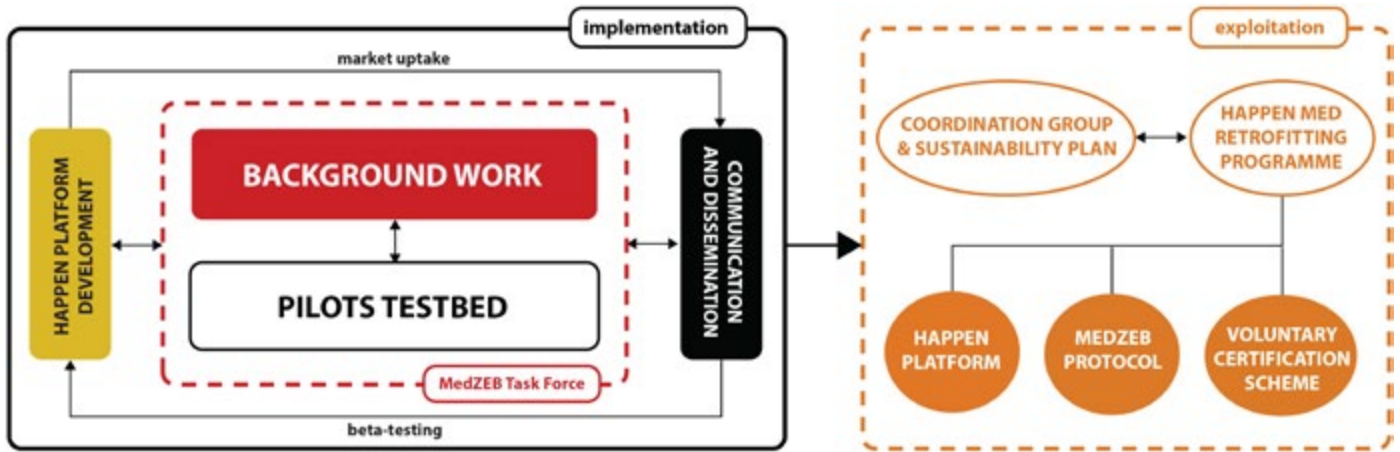 implementation
market uptake
HAPPEN PLATFORM
DEVELOPMENT
BACKGROUND WORK
PILOTS TESTBED
MedZEB Task Force
COMMUNICATION
AND DISSEMINATION
beta-testing
exploitation
COORDINATION GROUP
& SUSTAINABILITY PLAN
HAPPEN MED
RETROFITTING
PROGRAMME
HAPPEN
PLATFORM
MEDZEB
PROTOCOL
VOLUNTARY
CERTIFICATION
SCHEME